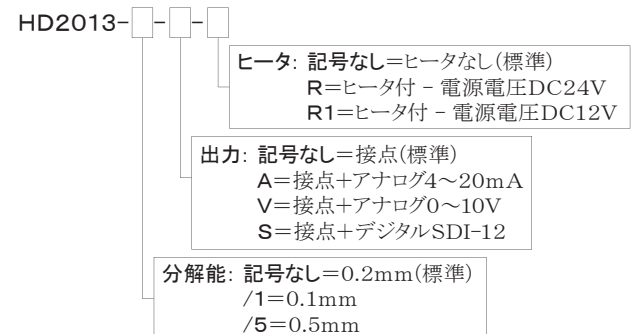 HD2013-□-□-□
ヒータ: 記号なし=ヒータなし(標準)
R=ヒータ付 - 電源電圧DC24V
R1=ヒータ付 - 電源電圧DC12V
出力: 記号なし=接点(標準)
A=接点+アナログ4~20mA
V=接点+アナログ0~10V
S=接点+デジタルSDI-12
分解能: 記号なし=0.2mm(標準)
/1=0.1mm
/5=0.5mm